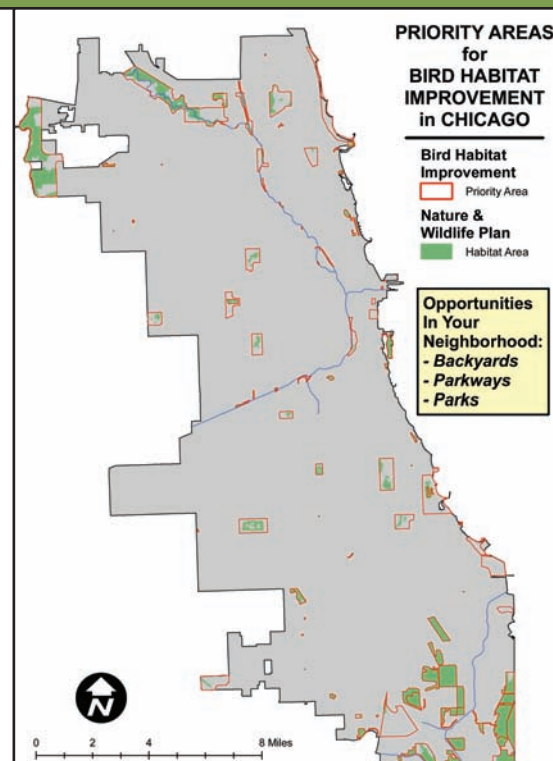 PRIORITY AREAS
for
BIRD HABITAT
IMPROVEMENT
in CHICAGO
Bird Habitat
Improvement
Priority Area
Nature &
Wildlife Plan
Habitat Area
Opportunities
In Your
Neighborhood:
- Backyards
- Parkways
- Parks
N
0 2 4 8 Miles